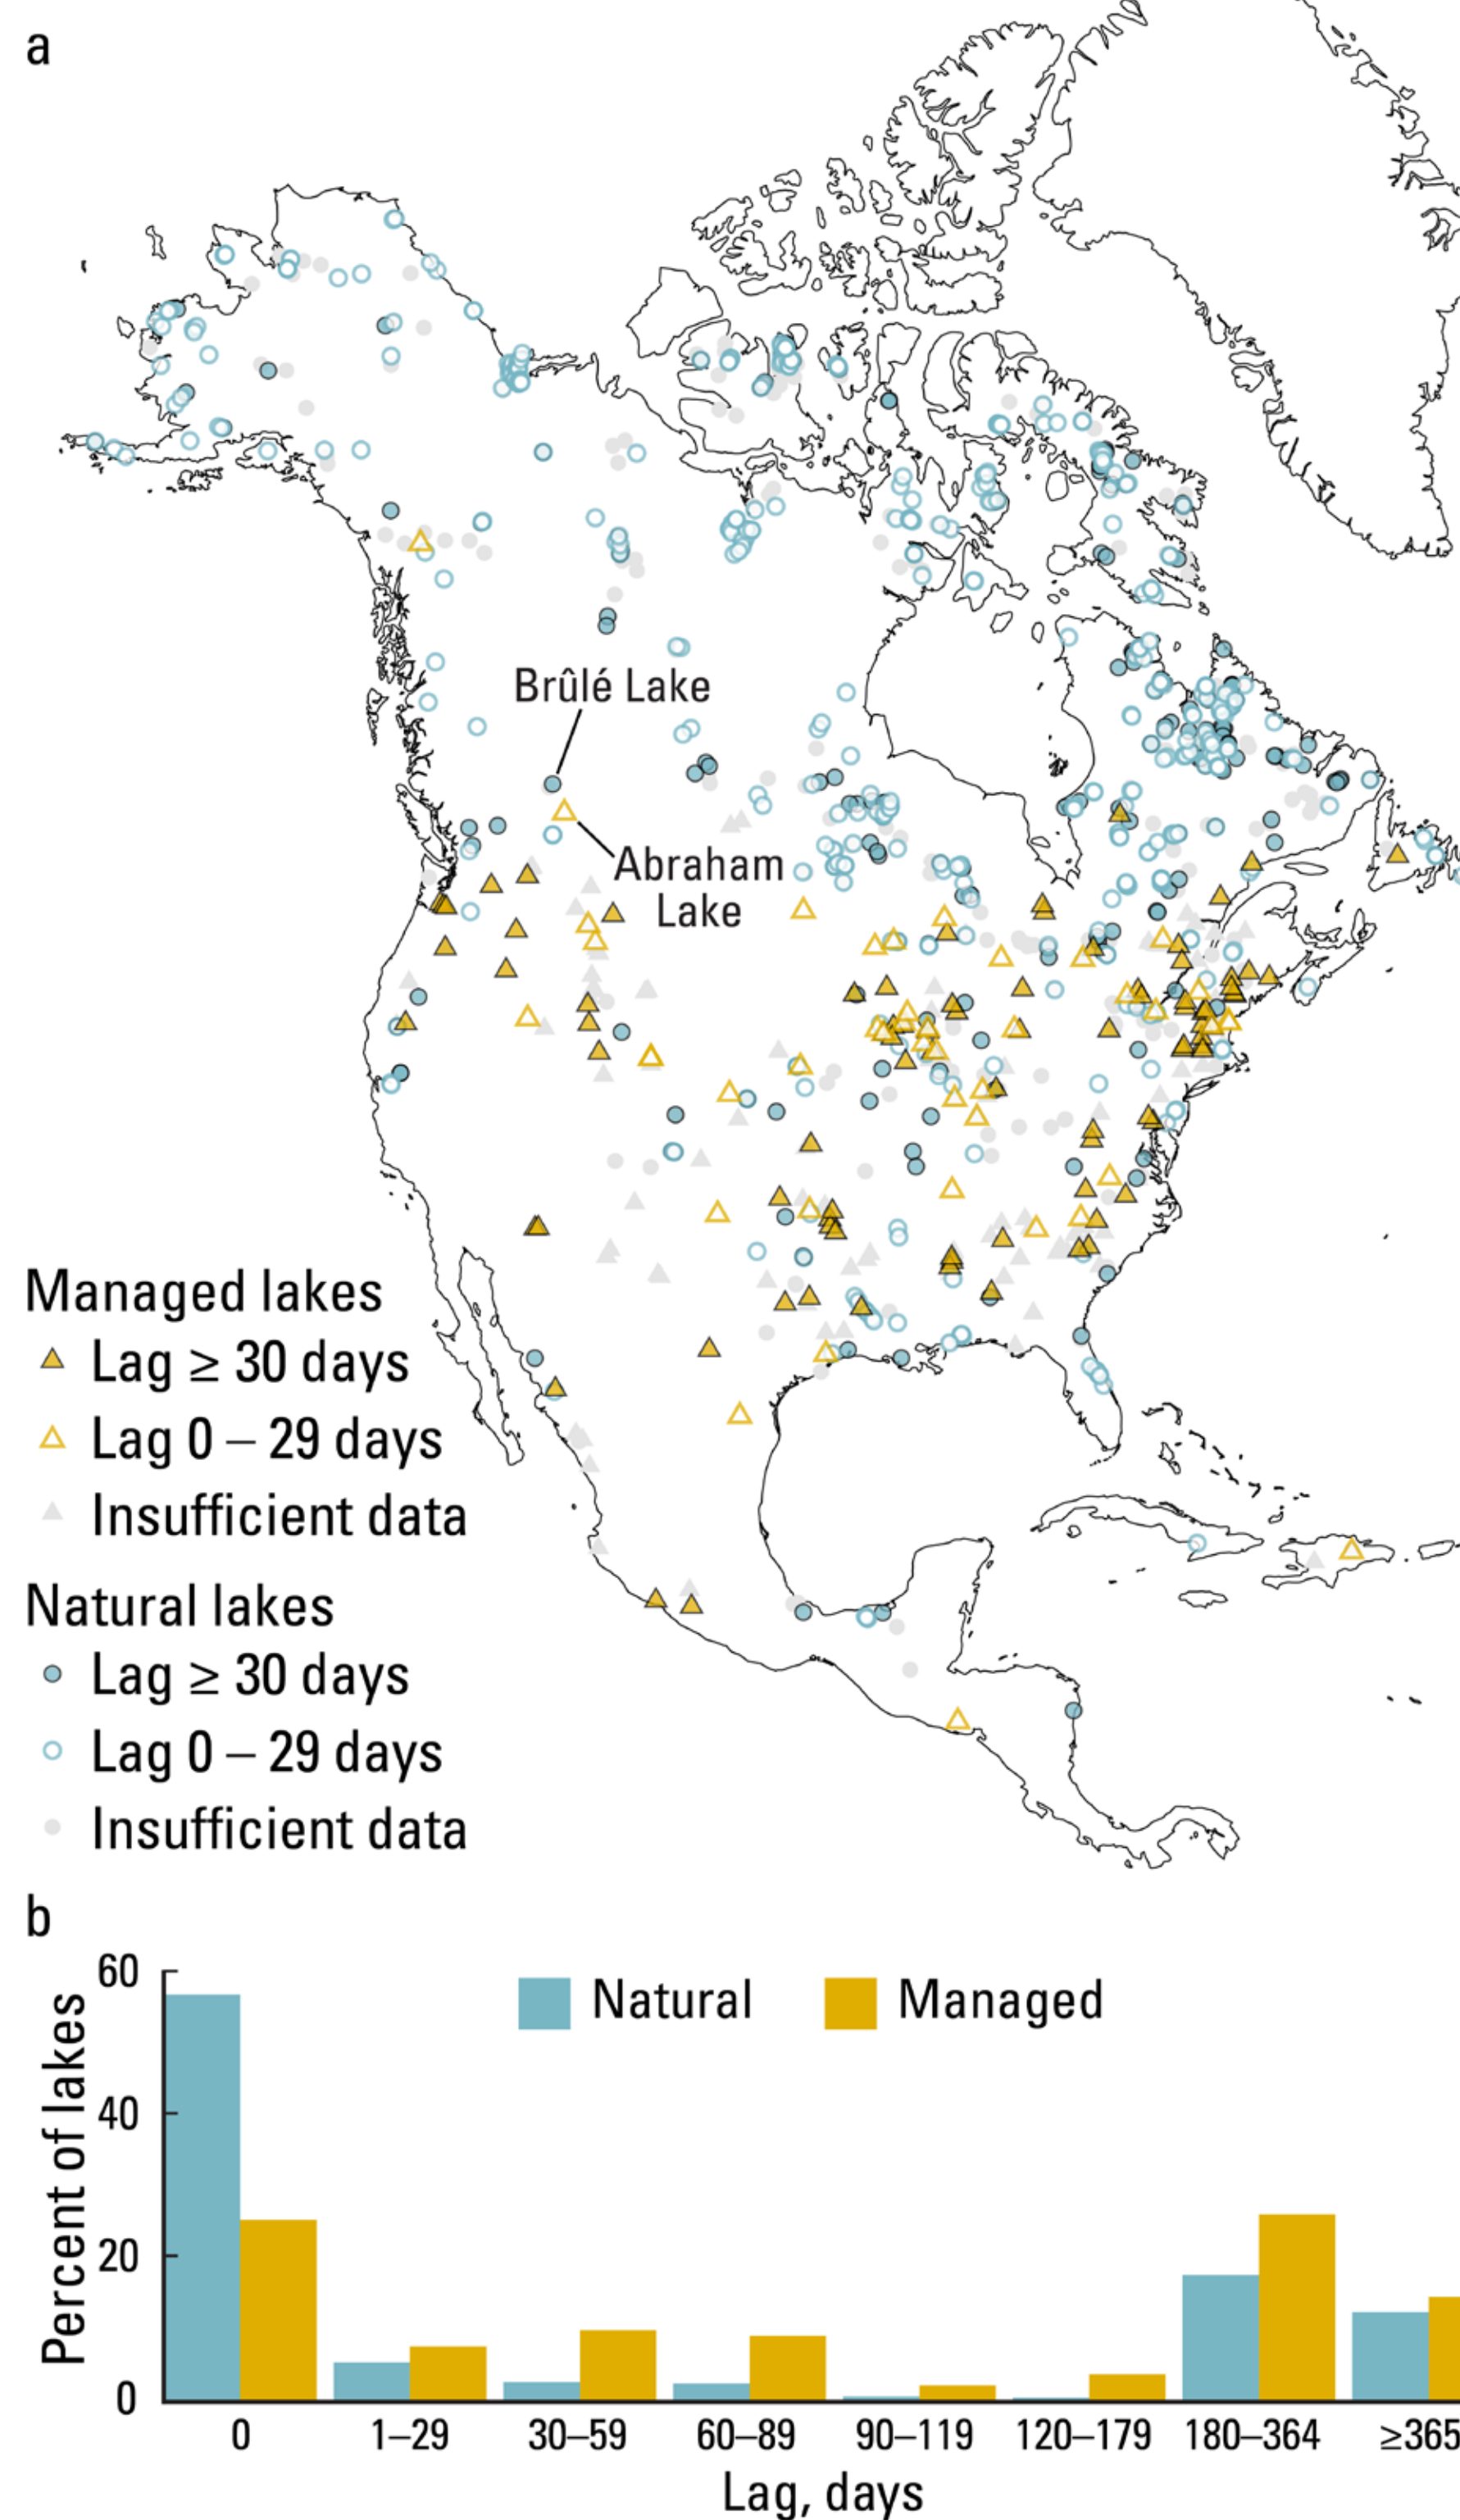 a
Brûlé Lake
Abraham
Lake
Managed lakes
Lag ≥ 30 days
Lag 0 – 29 days
Insufficient data
Natural lakes
Lag ≥ 30 days
Lag 0 – 29 days
Insufficient data
b
Percent of lakes
60
40
20
0
Natural
Managed
0
1–29
30–59
60–89
90–119
120–179
180–364
≥365
Lag, days